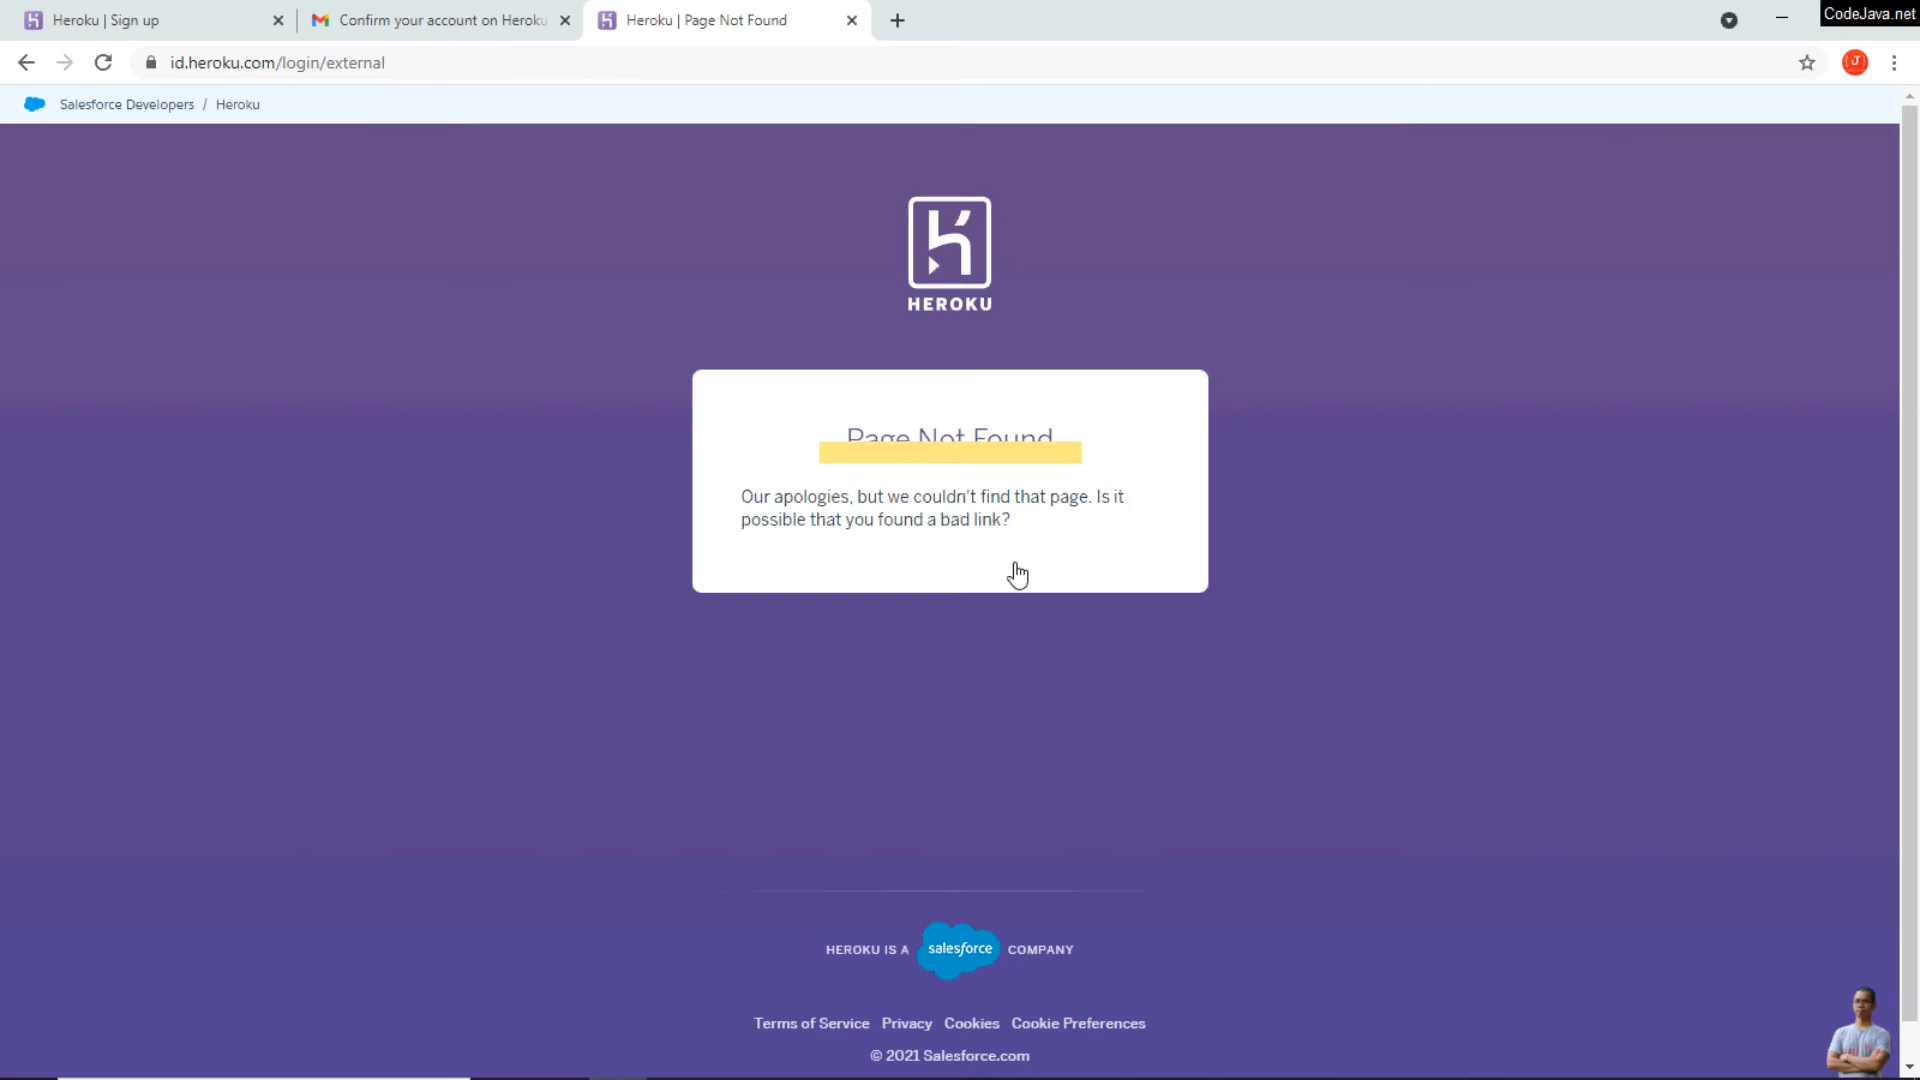 Heroku | Sign up
Confirm your account on Heroku
Heroku | Page Not Found
CodeJava.net
id.heroku.com/login/external
J
Salesforce Developers / Heroku
HEROKU
Page Not Found
Our apologies, but we couldn't find that page. Is it
possible that you found a bad link?
HEROKU IS A salesforce COMPANY
Terms of Service Privacy Cookies Cookie Preferences
© 2021 Salesforce.com